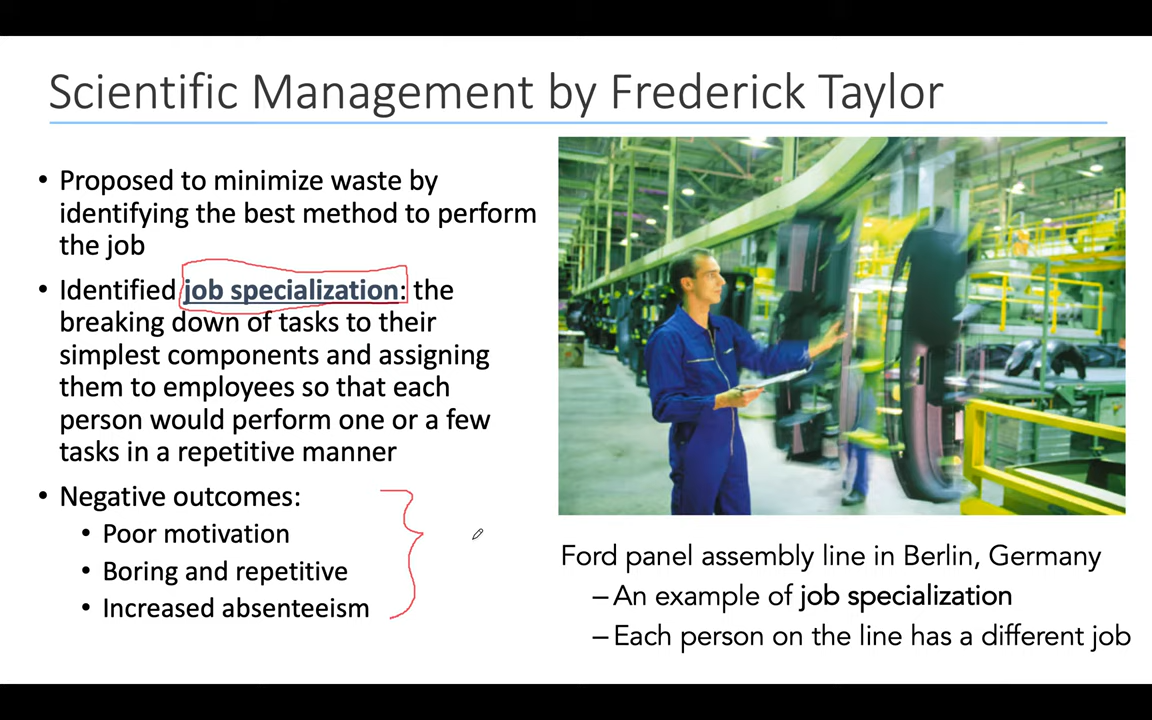 Scientific Management by Frederick Taylor
• Proposed to minimize waste by
identifying the best method to perform
the job
• Identified job specialization: the
breaking down of tasks to their
simplest components and assigning
them to employees so that each
person would perform one or a few
tasks in a repetitive manner
• Negative outcomes:
• Poor motivation
• Boring and repetitive
• Increased absenteeism
Ford panel assembly line in Berlin, Germany
–An example of job specialization
–Each person on the line has a different job